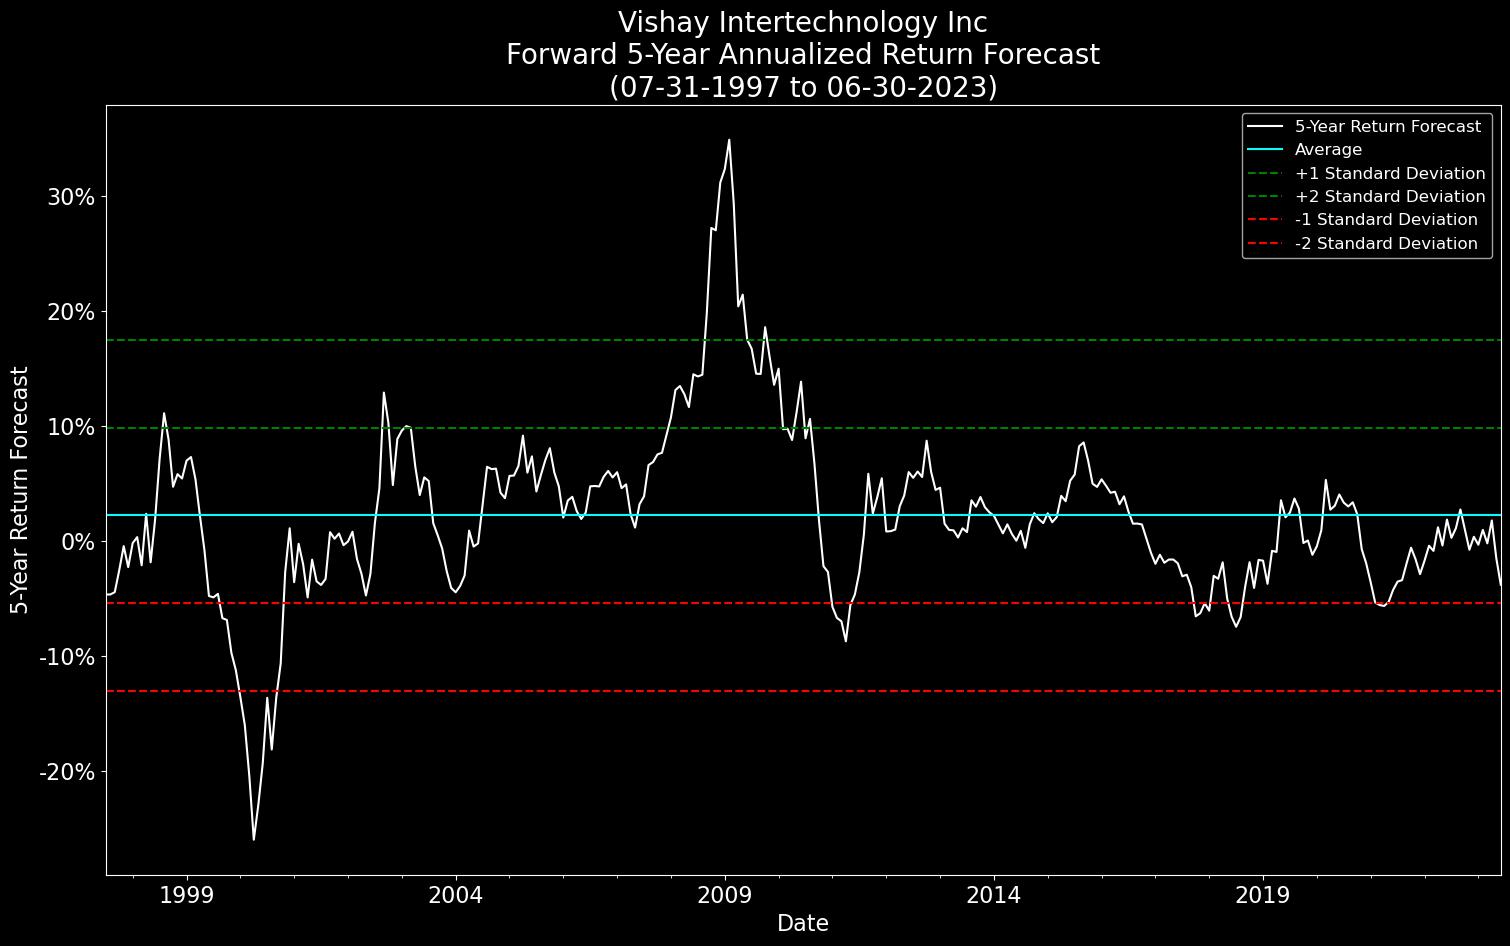 Vishay Intertechnology Inc
Forward 5-Year Annualized Return Forecast
(07-31-1997 to 06-30-2023)
5-Year Return Forecast
Average
+1 Standard Deviation
+2 Standard Deviation
-1 Standard Deviation
-2 Standard Deviation
30%
20%
10%
0%
-10%
-20%
5-Year Return Forecast
1999 2004 2009 2014 2019
Date